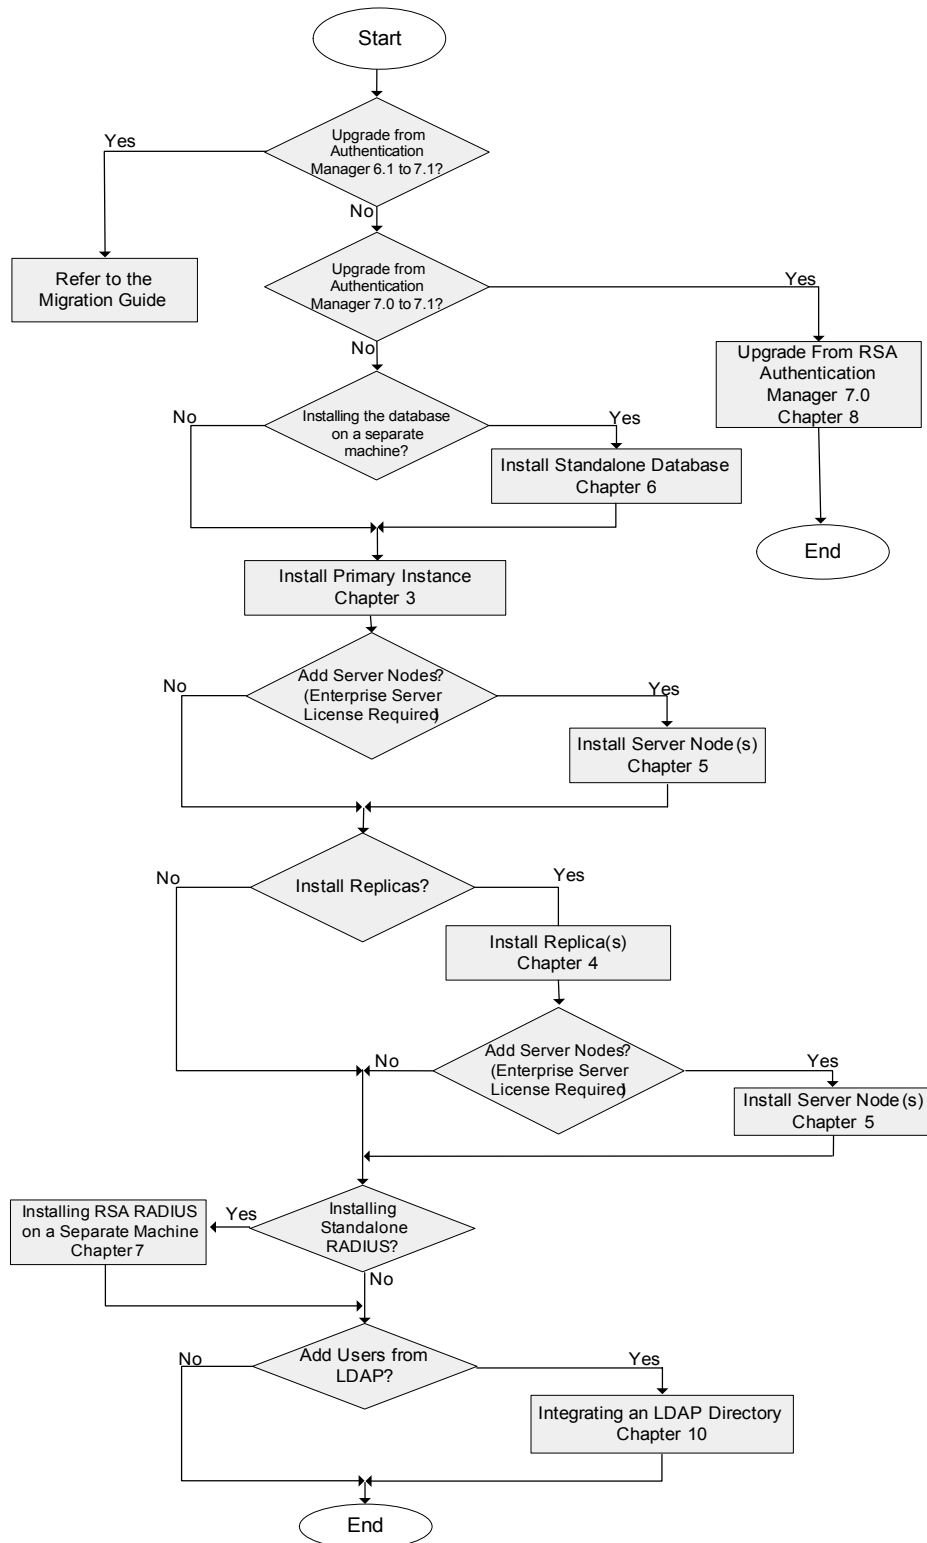 Start
Upgrade from
Authentication
Manager 6.1 to 7.1?
Yes
No
Refer to the
Migration Guide
Upgrade from
Authentication
Manager 7.0 to 7.1?
Yes
No
Upgrade From RSA
Authentication
Manager 7.0
Chapter 8
Installing the database
on a separate
machine?
No
Yes
Install Standalone Database
Chapter 6
End
Install Primary Instance
Chapter 3
Add Server Nodes?
(Enterprise Server
License Required)
No
Yes
Install Server Node(s)
Chapter 5
Install Replicas?
No
Yes
Install Replica(s)
Chapter 4
Add Server Nodes?
(Enterprise Server
License Required)
No
Yes
Install Server Node(s)
Chapter 5
Installing
Standalone
RADIUS?
Yes
No
Installing RSA RADIUS
on a Separate Machine
Chapter 7
Add Users from
LDAP?
No
Yes
Integrating an LDAP Directory
Chapter 10
End